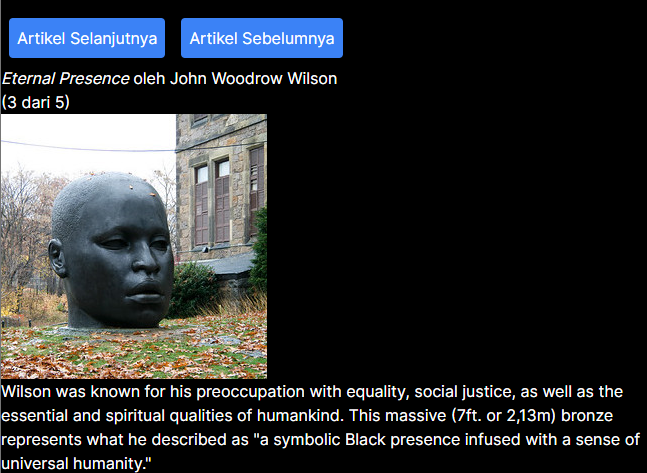 Artikel Selanjutnya Artikel Sebelumnya
Eternal Presence oleh John Woodrow Wilson
(3 dari 5)
Wilson was known for his preoccupation with equality, social justice, as well as the
essential and spiritual qualities of humankind. This massive (7ft. or 2,13m) bronze
represents what he described as "a symbolic Black presence infused with a sense of
universal humanity."